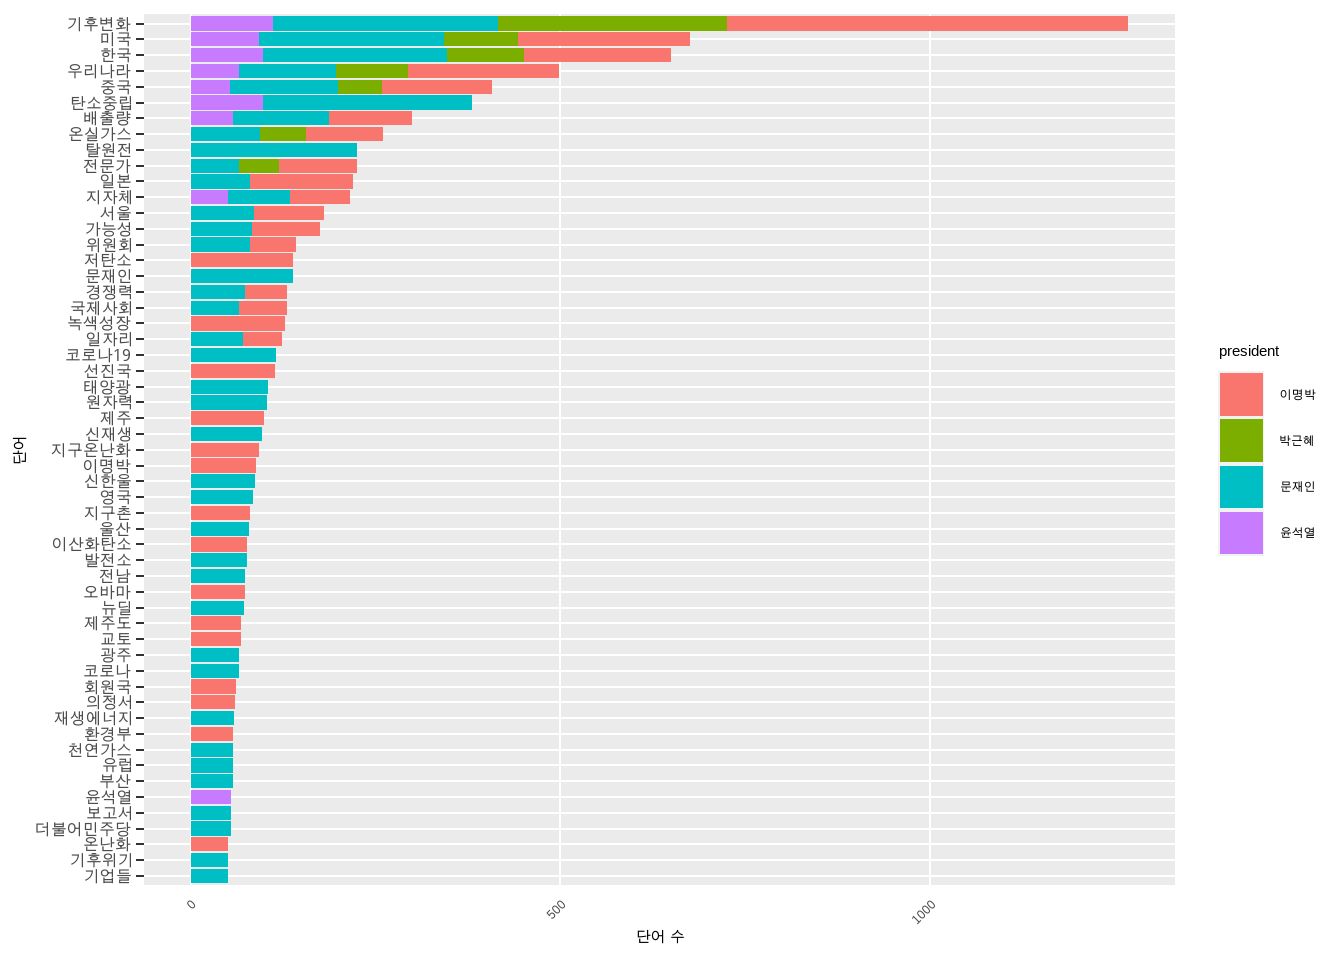 기후변화
미국
한국
우리나라
중국
탄소중립
배출량
온실가스
탈원전
전문가
일본
지자체
서울
가능성
위원회
저탄소
문재인
경쟁력
국제사회
녹색성장
일자리
코로나19
선진국
태양광
원자력
제주
신재생
지구온난화
이명박
신한울
영국
지구촌
울산
이산화탄소
발전소
전남
오바마
뉴딜
제주도
교토
광주
코로나
회원국
의정서
재생에너지
환경부
천연가스
유럽
부산
윤석열
보고서
더불어민주당
온난화
기후위기
기업들
단어
0
500
1000
단어 수
president
이명박
박근혜
문재인
윤석열